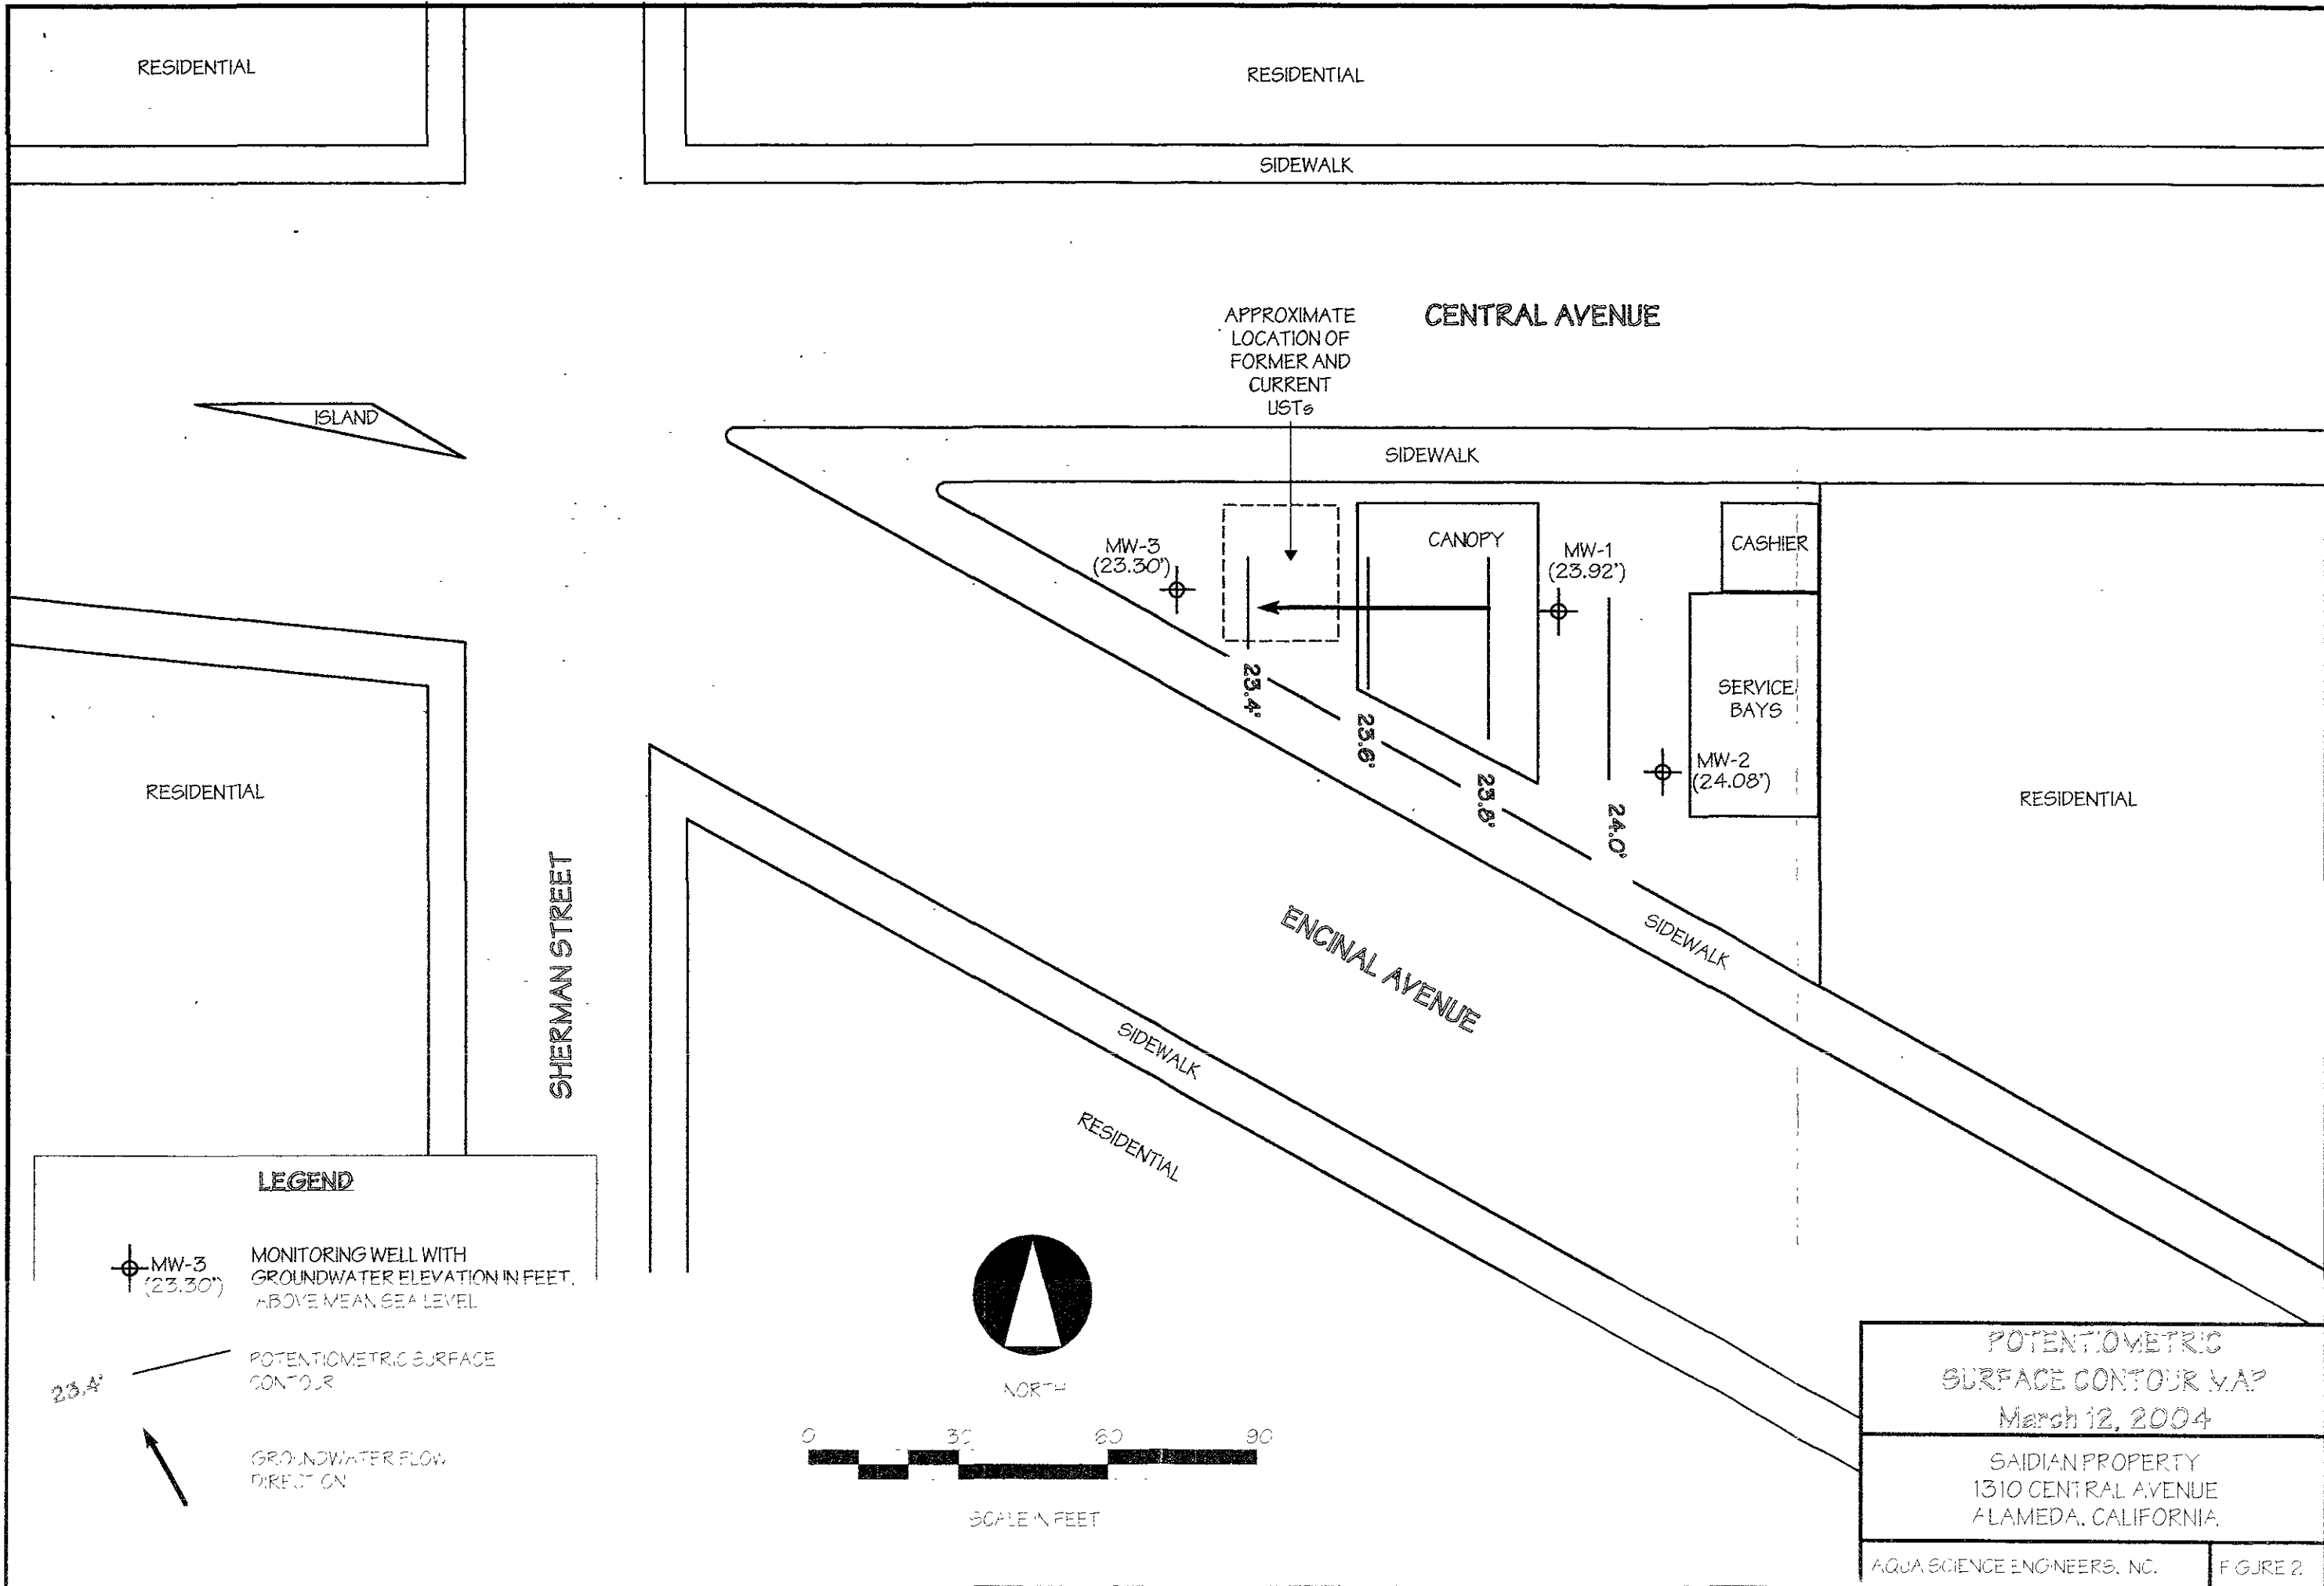 RESIDENTIAL
RESIDENTIAL
SIDEWALK
CENTRAL AVENUE
APPROXIMATE
LOCATION OF
FORMER AND
CURRENT
USTs
ISLAND
SIDEWALK
MW-3
(23.30')
CANOPY
MW-1
(23.92')
CASHIER
SERVICE
BAYS
MW-2
(24.08')
23.4'
23.6'
23.8'
24.0'
RESIDENTIAL
RESIDENTIAL
SHERMAN STREET
ENCINAL AVENUE
SIDEWALK
SIDEWALK
RESIDENTIAL
LEGEND
MW-3
(23.30')
MONITORING WELL WITH
GROUNDWATER ELEVATION IN FEET,
ABOVE MEAN SEA LEVEL
23.4'
POTENTIOMETRIC SURFACE
CONTOUR
GROUNDWATER FLOW
DIRECTION
NORTH
0 30 60 90
SCALE IN FEET
POTENTIOMETRIC
SURFACE CONTOUR MAP
March 12, 2004
SAIDIAN PROPERTY
1310 CENTRAL AVENUE
ALAMEDA, CALIFORNIA
AQUA SCIENCE ENGINEERS, INC.
FIGURE 2